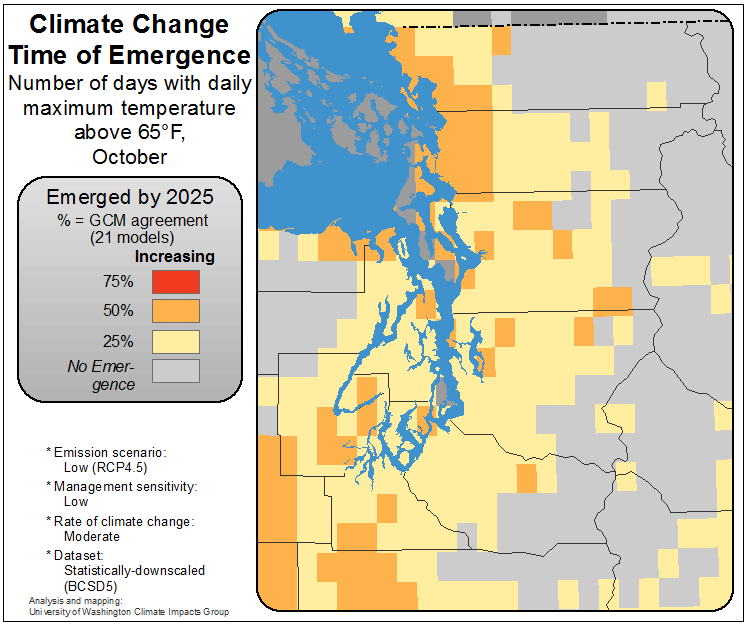 Climate Change
Time of Emergence
Number of days with daily
maximum temperature
above 65°F,
October
Emerged by 2025
% = GCM agreement
(21 models)
Increasing
75%
50%
25%
No Emer-
gence
* Emission scenario:
Low (RCP4.5)
* Management sensitivity:
Low
* Rate of climate change:
Moderate
* Dataset:
Statistically-downscaled
(BCSD5)
Analysis and mapping:
University of Washington Climate Impacts Group